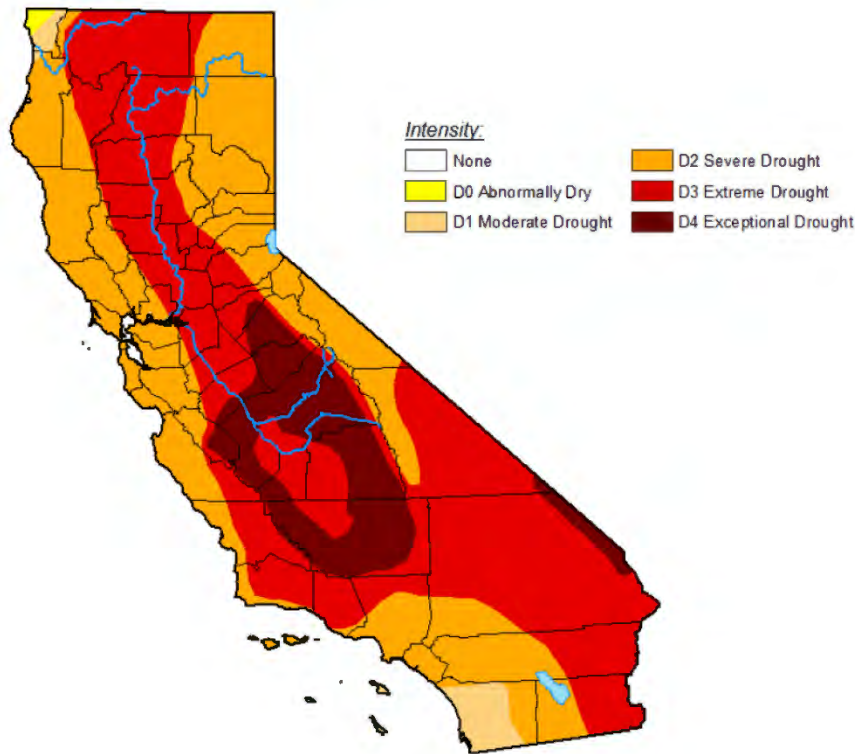 Intensity:
None
D0 Abnormally Dry
D1 Moderate Drought
D2 Severe Drought
D3 Extreme Drought
D4 Exceptional Drought